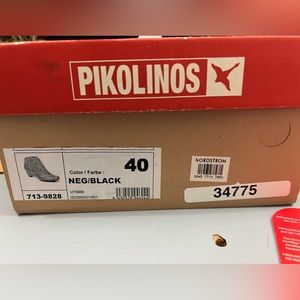 PIKOLINOS
Color / Farbe :
40
NEG/BLACK
713-9828
NORDSTROM
34775